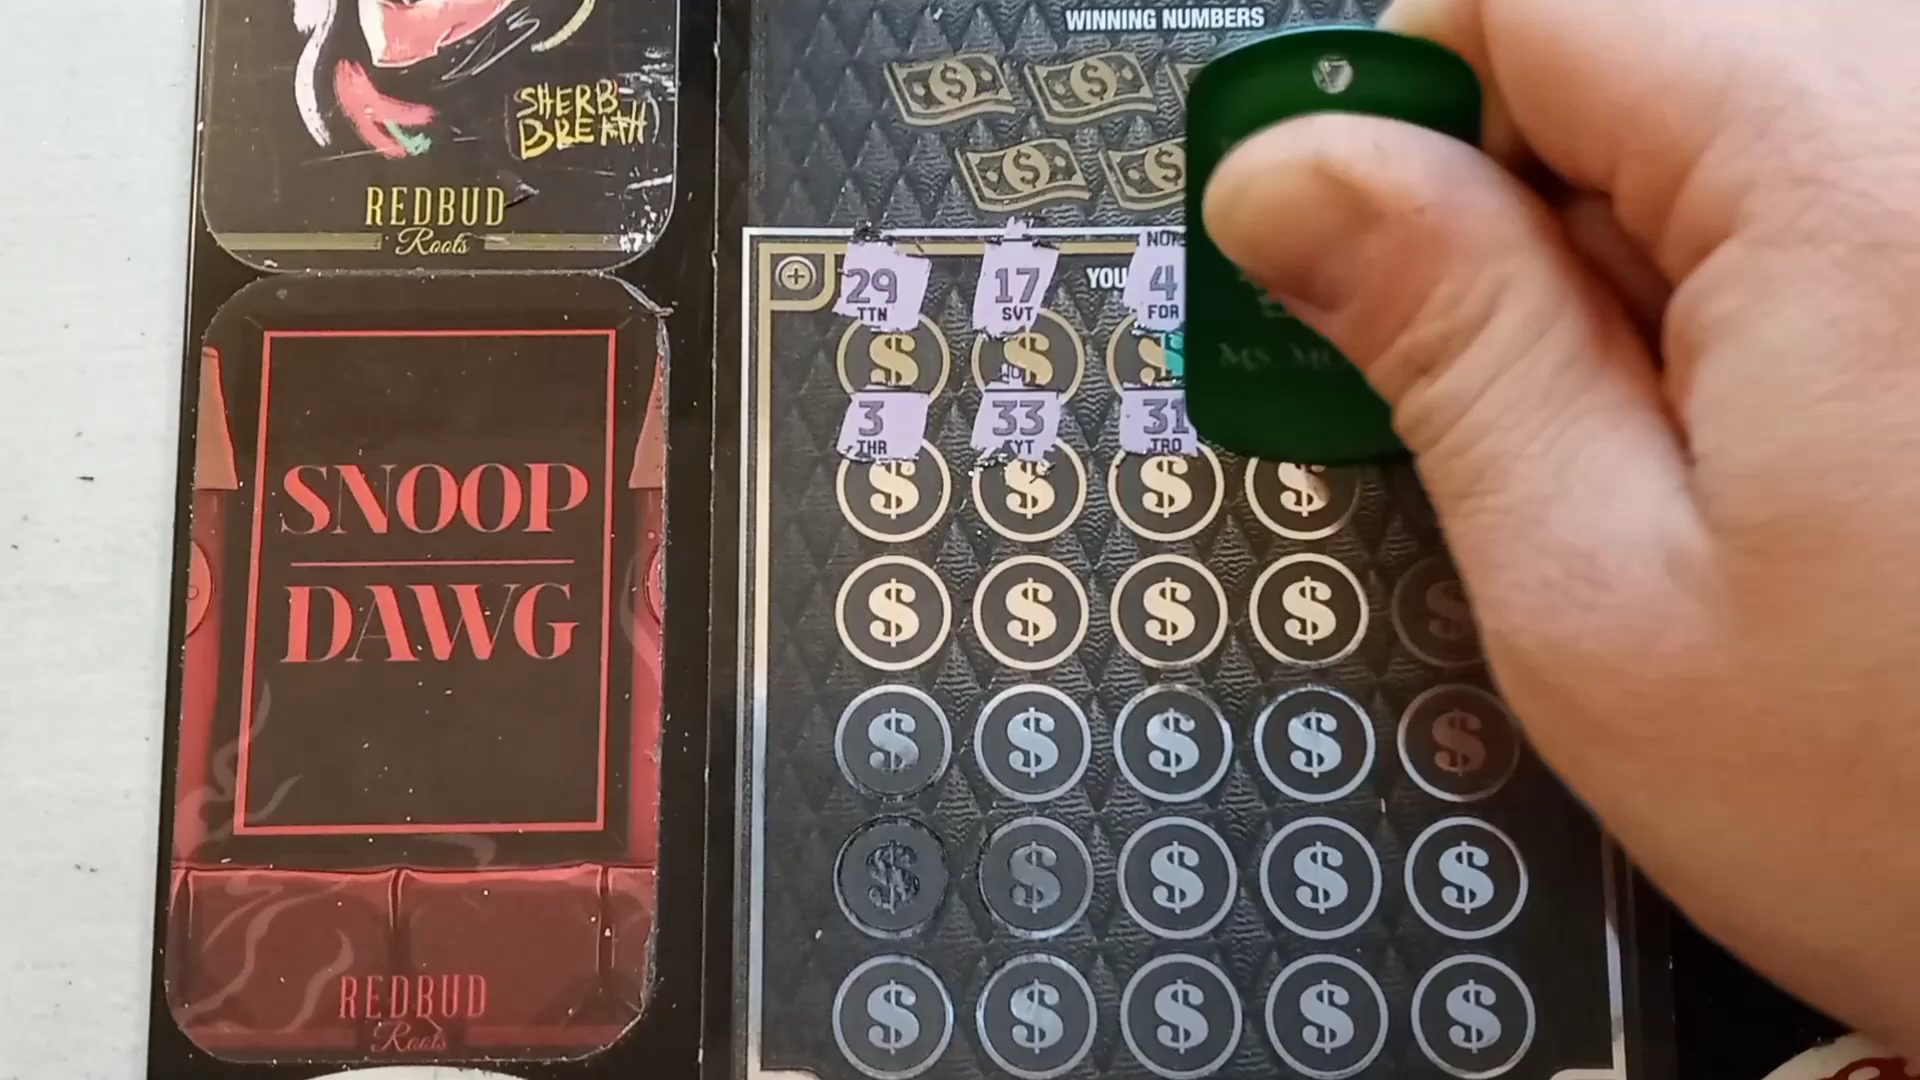 WINNING NUMBERS
SHERB
BREATH
REDBUD
Roots
29 17 4
TTN SVT FOR
YOU
3 33 31
THR TYT TRO
SNOOP
DAWG
REDBUD
Roots